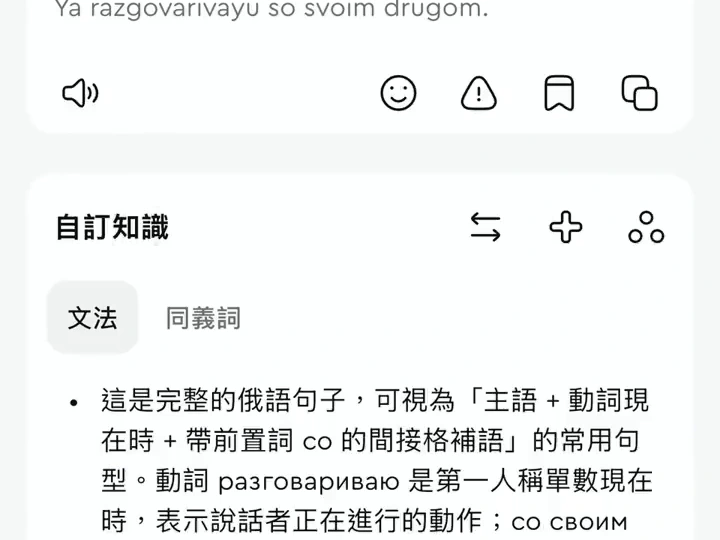 Ya razgovarivayu so svoim drugom.
自訂知識
文法 同義詞
• 這是完整的俄語句子，可視為「主語 + 動詞現
在時 + 帶前置詞 со 的間接格補語」的常用句
型。動詞 разговариваю 是第一人稱單數現在
時，表示說話者正在進行的動作；со своим